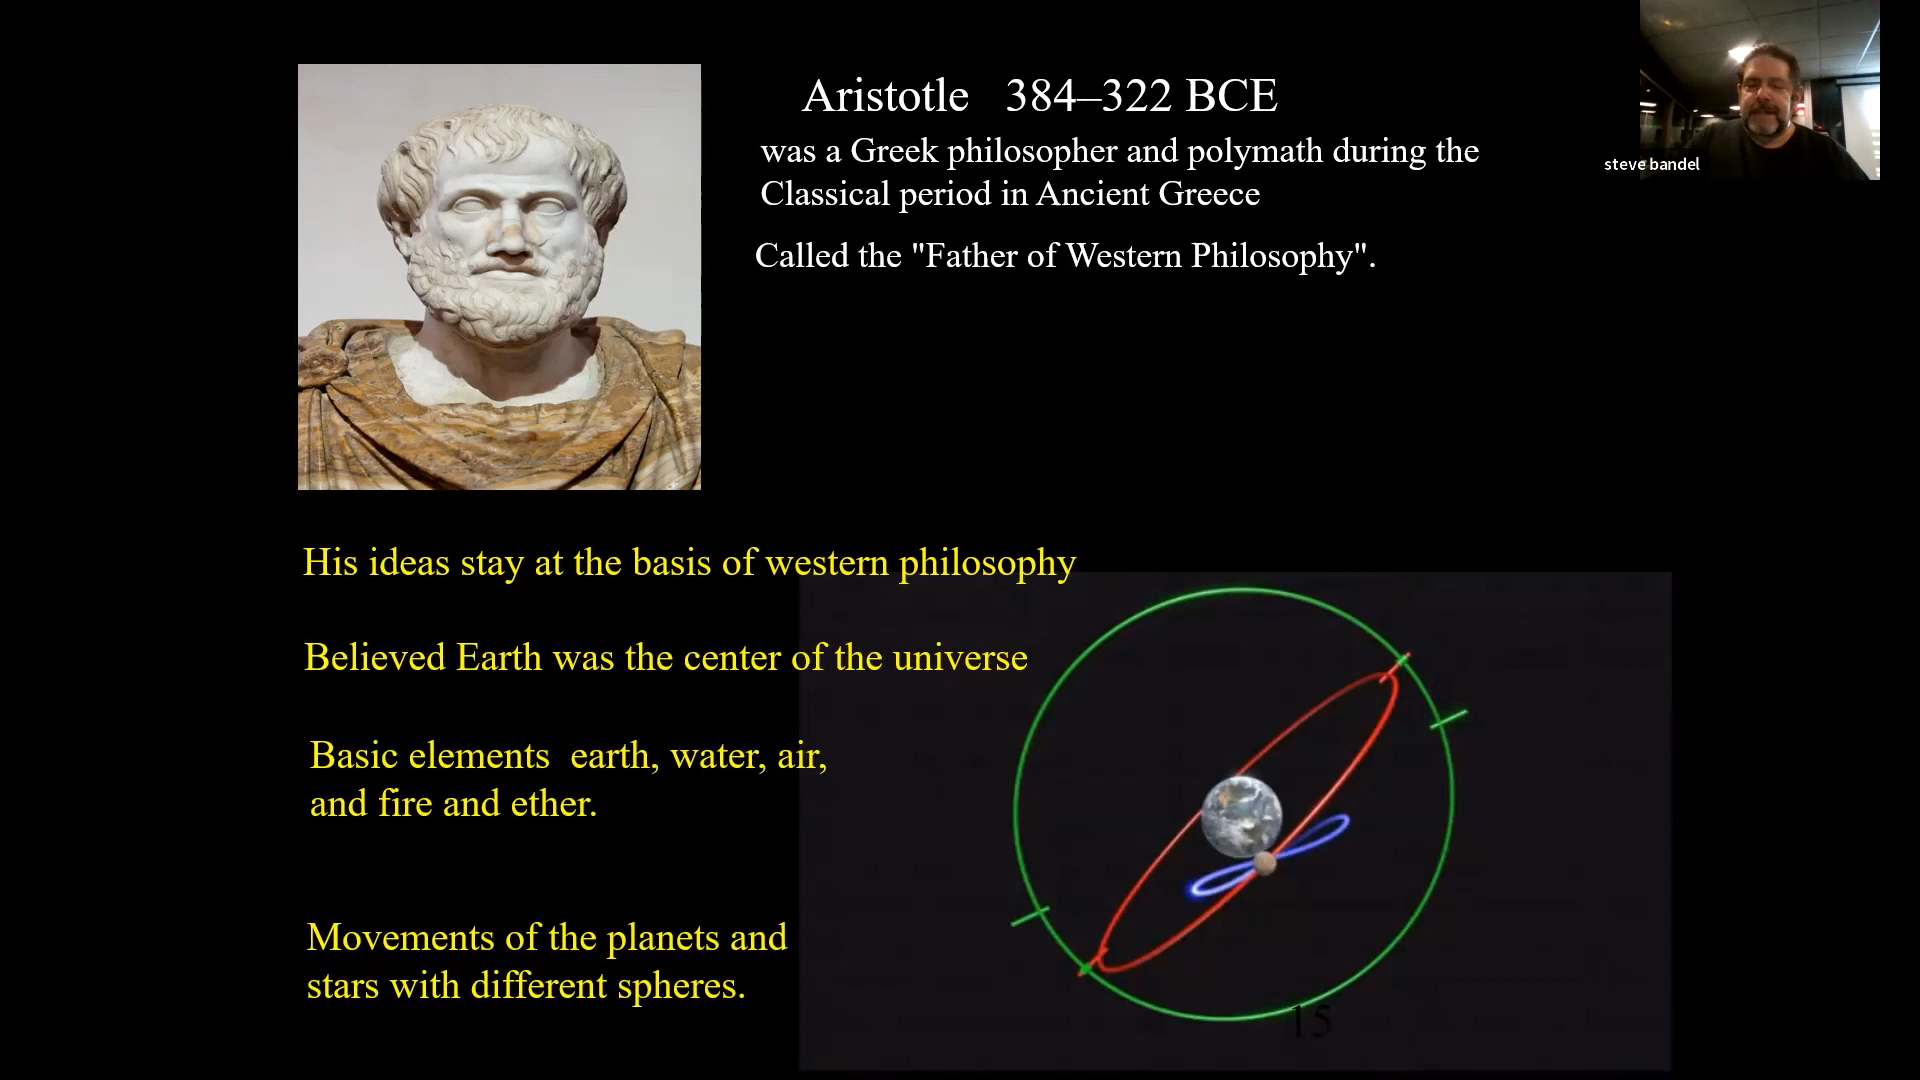 Aristotle 384–322 BCE
was a Greek philosopher and polymath during the
Classical period in Ancient Greece
Called the "Father of Western Philosophy".
steve bandel
His ideas stay at the basis of western philosophy
Believed Earth was the center of the universe
Basic elements earth, water, air,
and fire and ether.
Movements of the planets and
stars with different spheres.
15